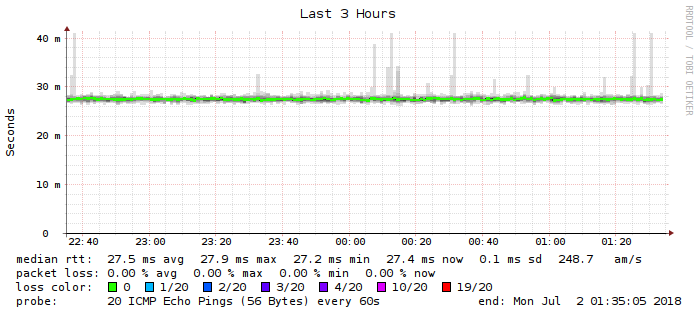 Last 3 Hours
RRDTOOL / TOBI OETIKER
Seconds
40 m
30 m
20 m
10 m
0
22:40 23:00 23:20 23:40 00:00 00:20 00:40 01:00 01:20
median rtt: 27.5 ms avg 27.9 ms max 27.2 ms min 27.4 ms now 0.1 ms sd 248.7 am/s
packet loss: 0.00 % avg 0.00 % max 0.00 % min 0.00 % now
loss color: 0 1/20 2/20 3/20 4/20 10/20 19/20
probe: 20 ICMP Echo Pings (56 Bytes) every 60s end: Mon Jul 2 01:35:05 2018